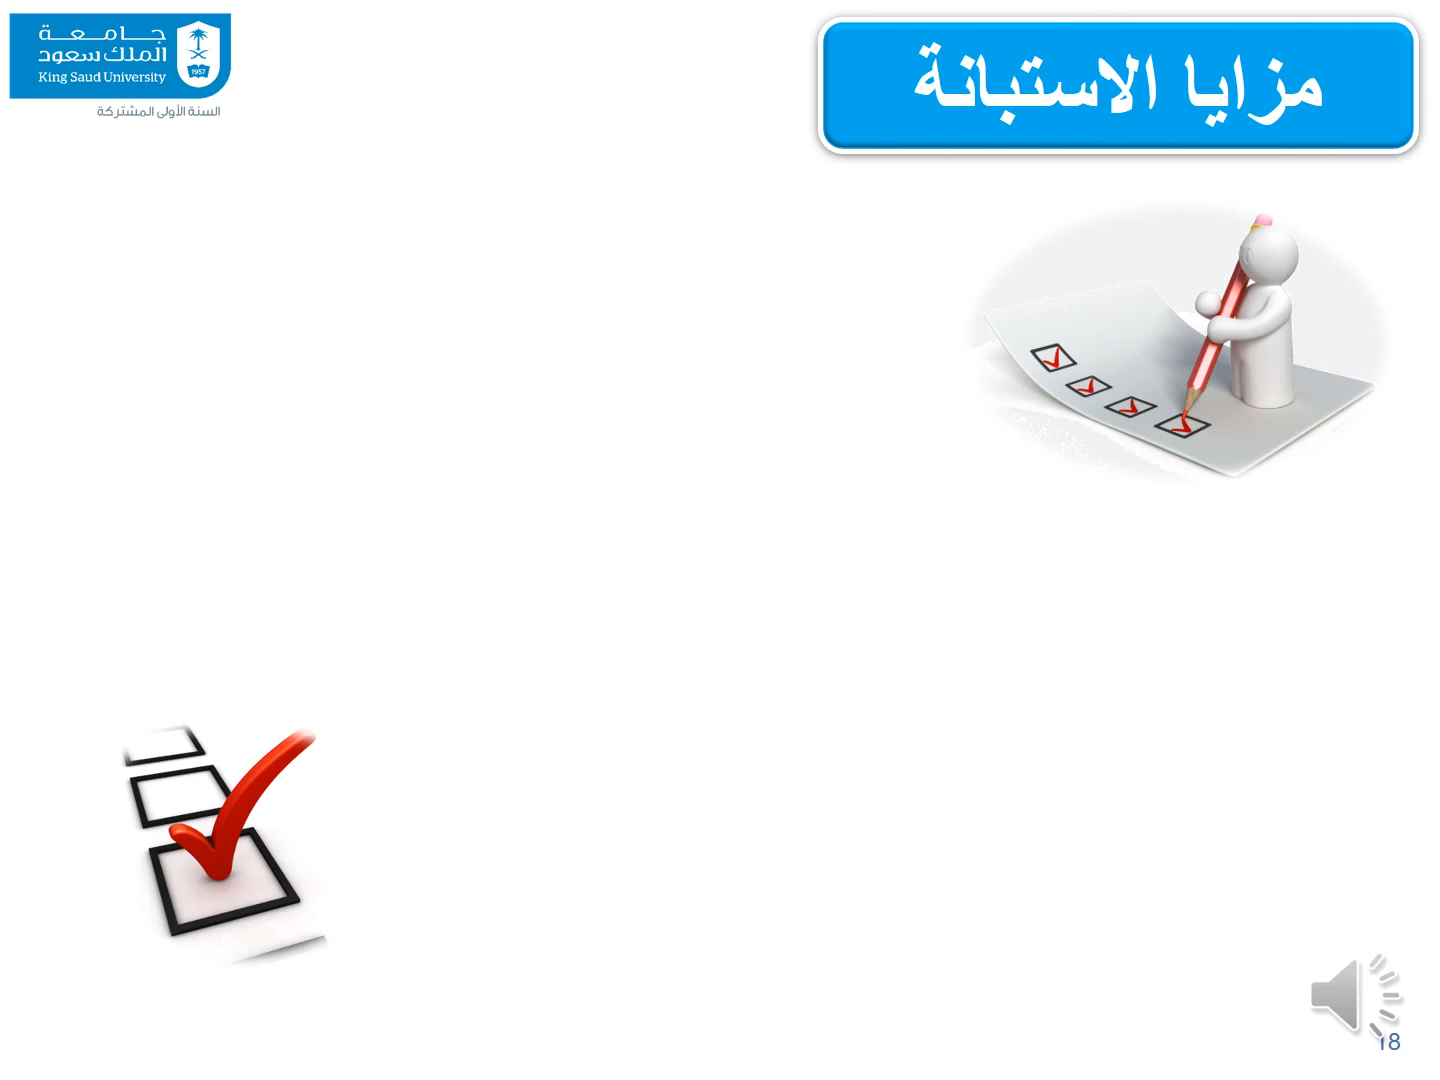 جامعة
الملك سعود
King Saud University
1957
السنة الأولى المشتركة
مزايا الاستبانة
18